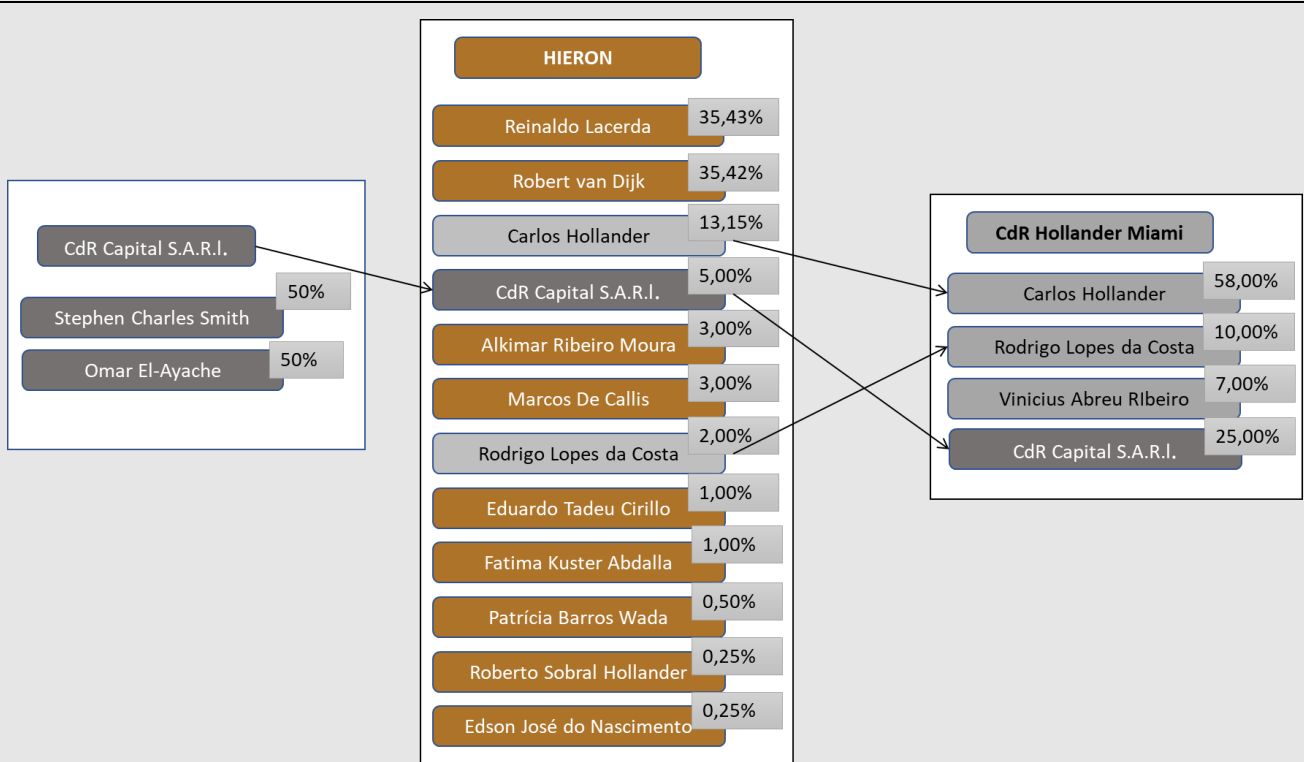 CdR Capital S.A.R.l.
Stephen Charles Smith
50%
Omar El-Ayache
50%
HIERON
Reinaldo Lacerda
35,43%
Robert van Dijk
35,42%
Carlos Hollander
13,15%
CdR Capital S.A.R.l.
5,00%
Alkimar Ribeiro Moura
3,00%
Marcos De Callis
3,00%
Rodrigo Lopes da Costa
2,00%
Eduardo Tadeu Cirillo
1,00%
Fatima Kuster Abdalla
1,00%
Patrícia Barros Wada
0,50%
Roberto Sobral Hollander
0,25%
Edson José do Nascimento
0,25%
CdR Hollander Miami
Carlos Hollander
58,00%
Rodrigo Lopes da Costa
10,00%
Vinicius Abreu RIbeiro
7,00%
CdR Capital S.A.R.l.
25,00%